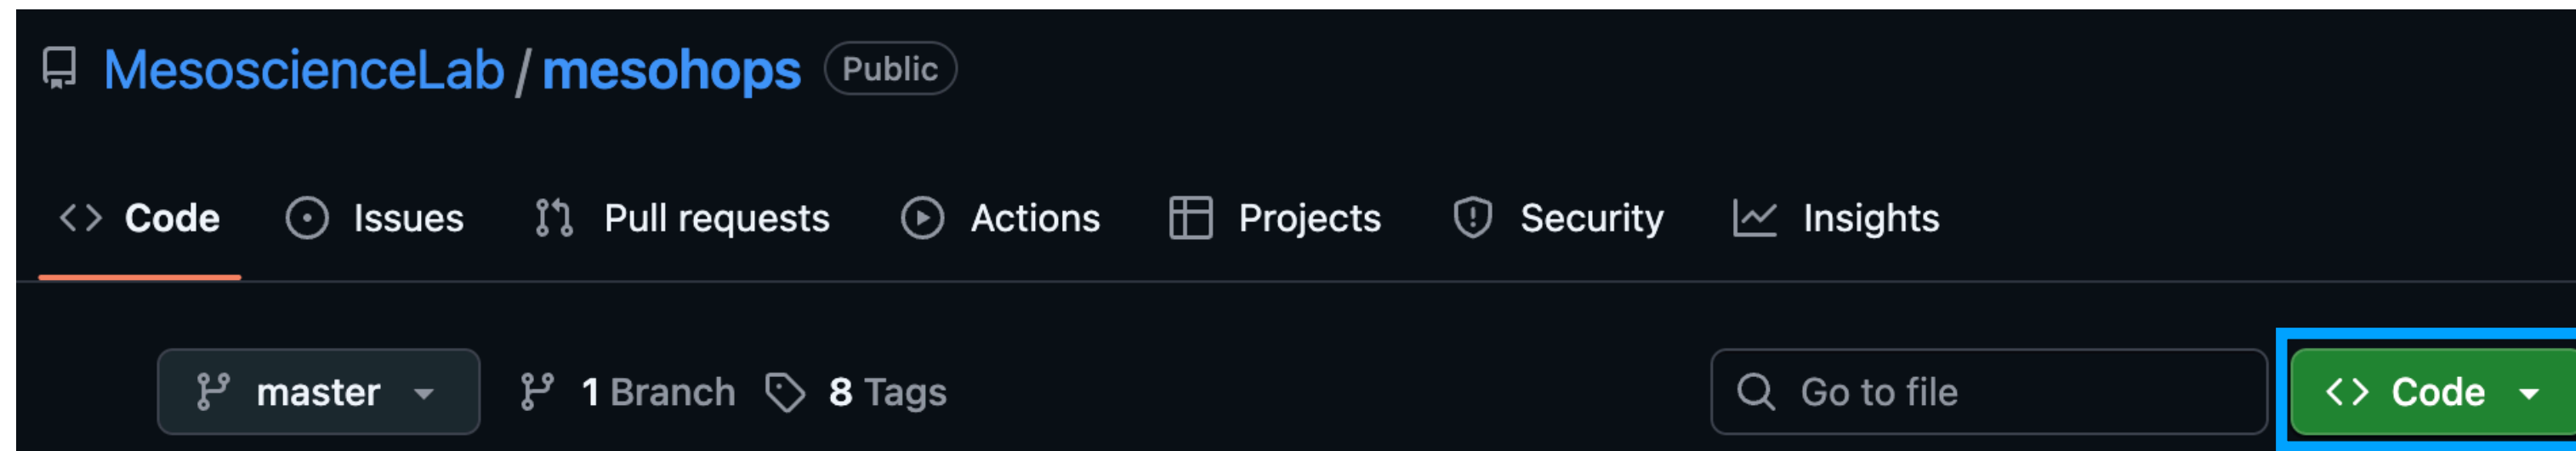 MesoscienceLab / mesohops Public
Code Issues Pull requests Actions Projects Security Insights
master 1 Branch 8 Tags Go to file Code